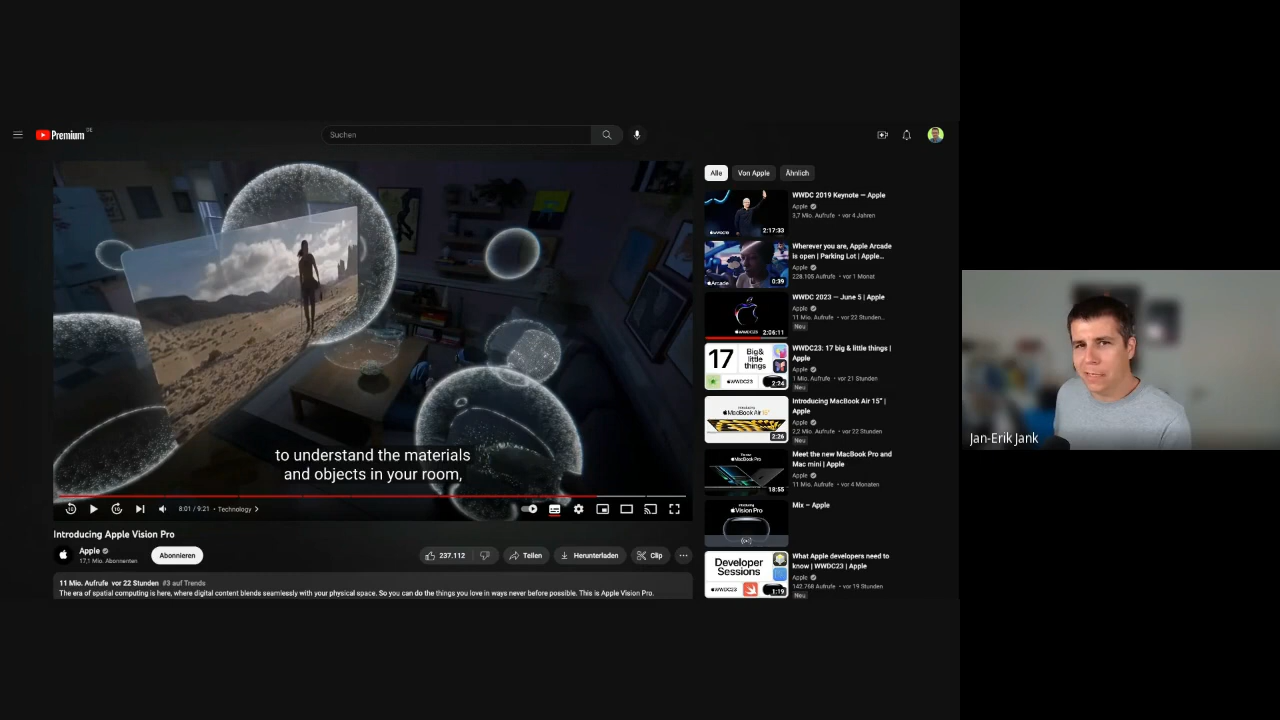 Premium DE
Suchen
to understand the materials
and objects in your room,
8:01 / 9:21 • Technology
Introducing Apple Vision Pro
Apple
17,1 Mio. Abonnenten
Abonnieren
237.112
Teilen
Herunterladen
Clip
11 Mio. Aufrufe vor 22 Stunden #3 auf Trends
The era of spatial computing is here, where digital content blends seamlessly with your physical space. So you can do the things you love in ways never before possible. This is Apple Vision Pro.
Alle
Von Apple
Ähnlich
WWDC 2019 Keynote — Apple
Apple
3,7 Mio. Aufrufe • vor 4 Jahren
2:17:33
Wherever you are, Apple Arcade
is open | Parking Lot | Apple...
Apple
228.105 Aufrufe • vor 1 Monat
Arcade
0:39
WWDC 2023 — June 5 | Apple
Apple
11 Mio. Aufrufe • vor 22 Stunden...
Neu
WWDC23
2:06:11
WWDC23: 17 big & little things |
Apple
Apple
1 Mio. Aufrufe • vor 21 Stunden
Neu
17
Big&
little
things
WWDC23
2:24
Introducing MacBook Air 15" |
Apple
Apple
2,2 Mio. Aufrufe • vor 22 Stunden
Neu
MacBook Air 15"
2:26
Meet the new MacBook Pro and
Mac mini | Apple
Apple
11 Mio. Aufrufe • vor 4 Monaten
MacBook Pro
18:55
Mix – Apple
Vision Pro
What Apple developers need to
know | WWDC23 | Apple
Apple
142.768 Aufrufe • vor 19 Stunden
Neu
Developer
Sessions
WWDC23
1:19
Jan-Erik Jank